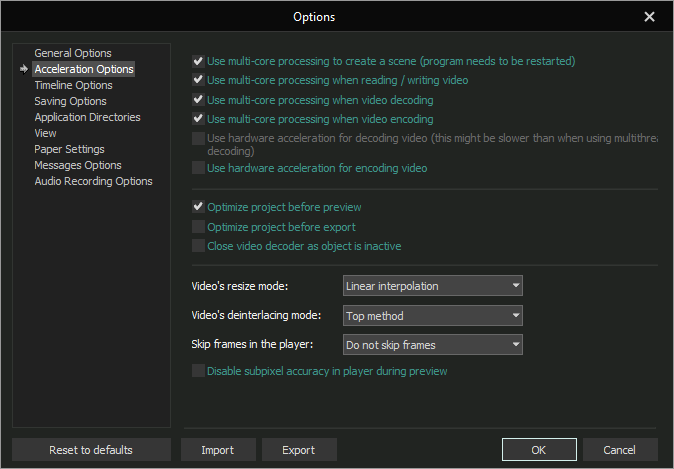 Options
General Options
Acceleration Options
Timeline Options
Saving Options
Application Directories
View
Paper Settings
Messages Options
Audio Recording Options
Use multi-core processing to create a scene (program needs to be restarted)
Use multi-core processing when reading / writing video
Use multi-core processing when video decoding
Use multi-core processing when video encoding
Use hardware acceleration for decoding video (this might be slower than when using multithrea
decoding)
Use hardware acceleration for encoding video
Optimize project before preview
Optimize project before export
Close video decoder as object is inactive
Video's resize mode: Linear interpolation
Video's deinterlacing mode: Top method
Skip frames in the player: Do not skip frames
Disable subpixel accuracy in player during preview
Reset to defaults Import Export OK Cancel